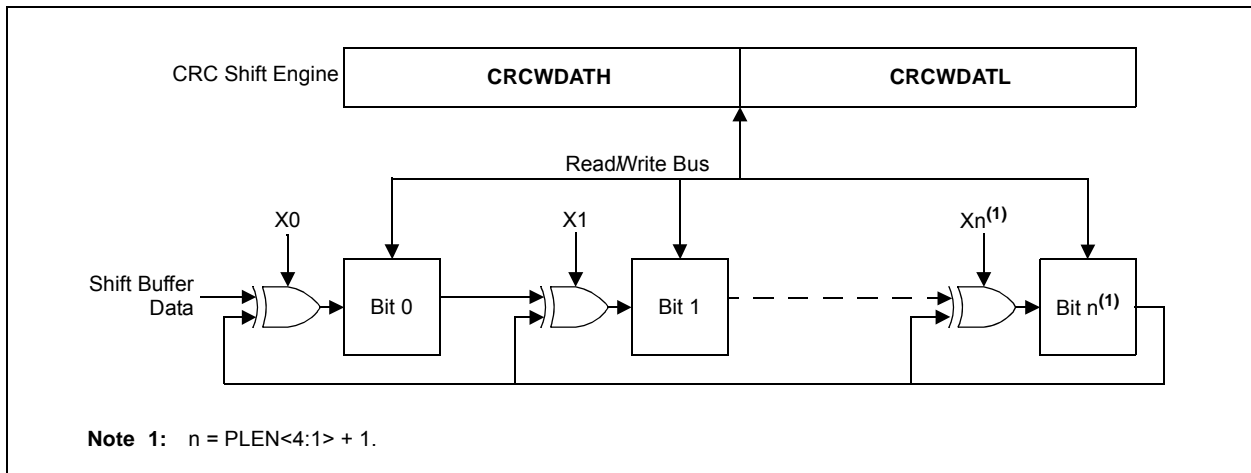 CRC Shift Engine
CRCWDATH
CRCWDATL
Read/Write Bus
X0
X1
Xn(1)
Shift Buffer
Data
Bit 0
Bit 1
Bit n(1)
Note 1: n = PLEN<4:1> + 1.